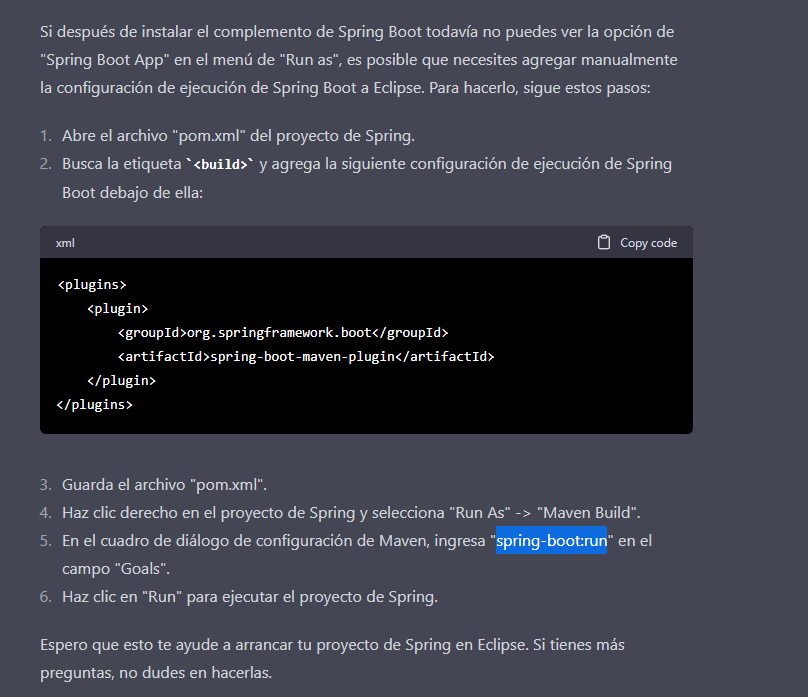 Si después de instalar el complemento de Spring Boot todavía no puedes ver la opción de
"Spring Boot App" en el menú de "Run as", es posible que necesites agregar manualmente
la configuración de ejecución de Spring Boot a Eclipse. Para hacerlo, sigue estos pasos:
1. Abre el archivo "pom.xml" del proyecto de Spring.
2. Busca la etiqueta `<build>` y agrega la siguiente configuración de ejecución de Spring
Boot debajo de ella:
xml Copy code
<plugins>
    <plugin>
        <groupId>org.springframework.boot</groupId>
        <artifactId>spring-boot-maven-plugin</artifactId>
    </plugin>
</plugins>
3. Guarda el archivo "pom.xml".
4. Haz clic derecho en el proyecto de Spring y selecciona "Run As" -> "Maven Build".
5. En el cuadro de diálogo de configuración de Maven, ingresa "spring-boot:run" en el
campo "Goals".
6. Haz clic en "Run" para ejecutar el proyecto de Spring.
Espero que esto te ayude a arrancar tu proyecto de Spring en Eclipse. Si tienes más
preguntas, no dudes en hacerlas.